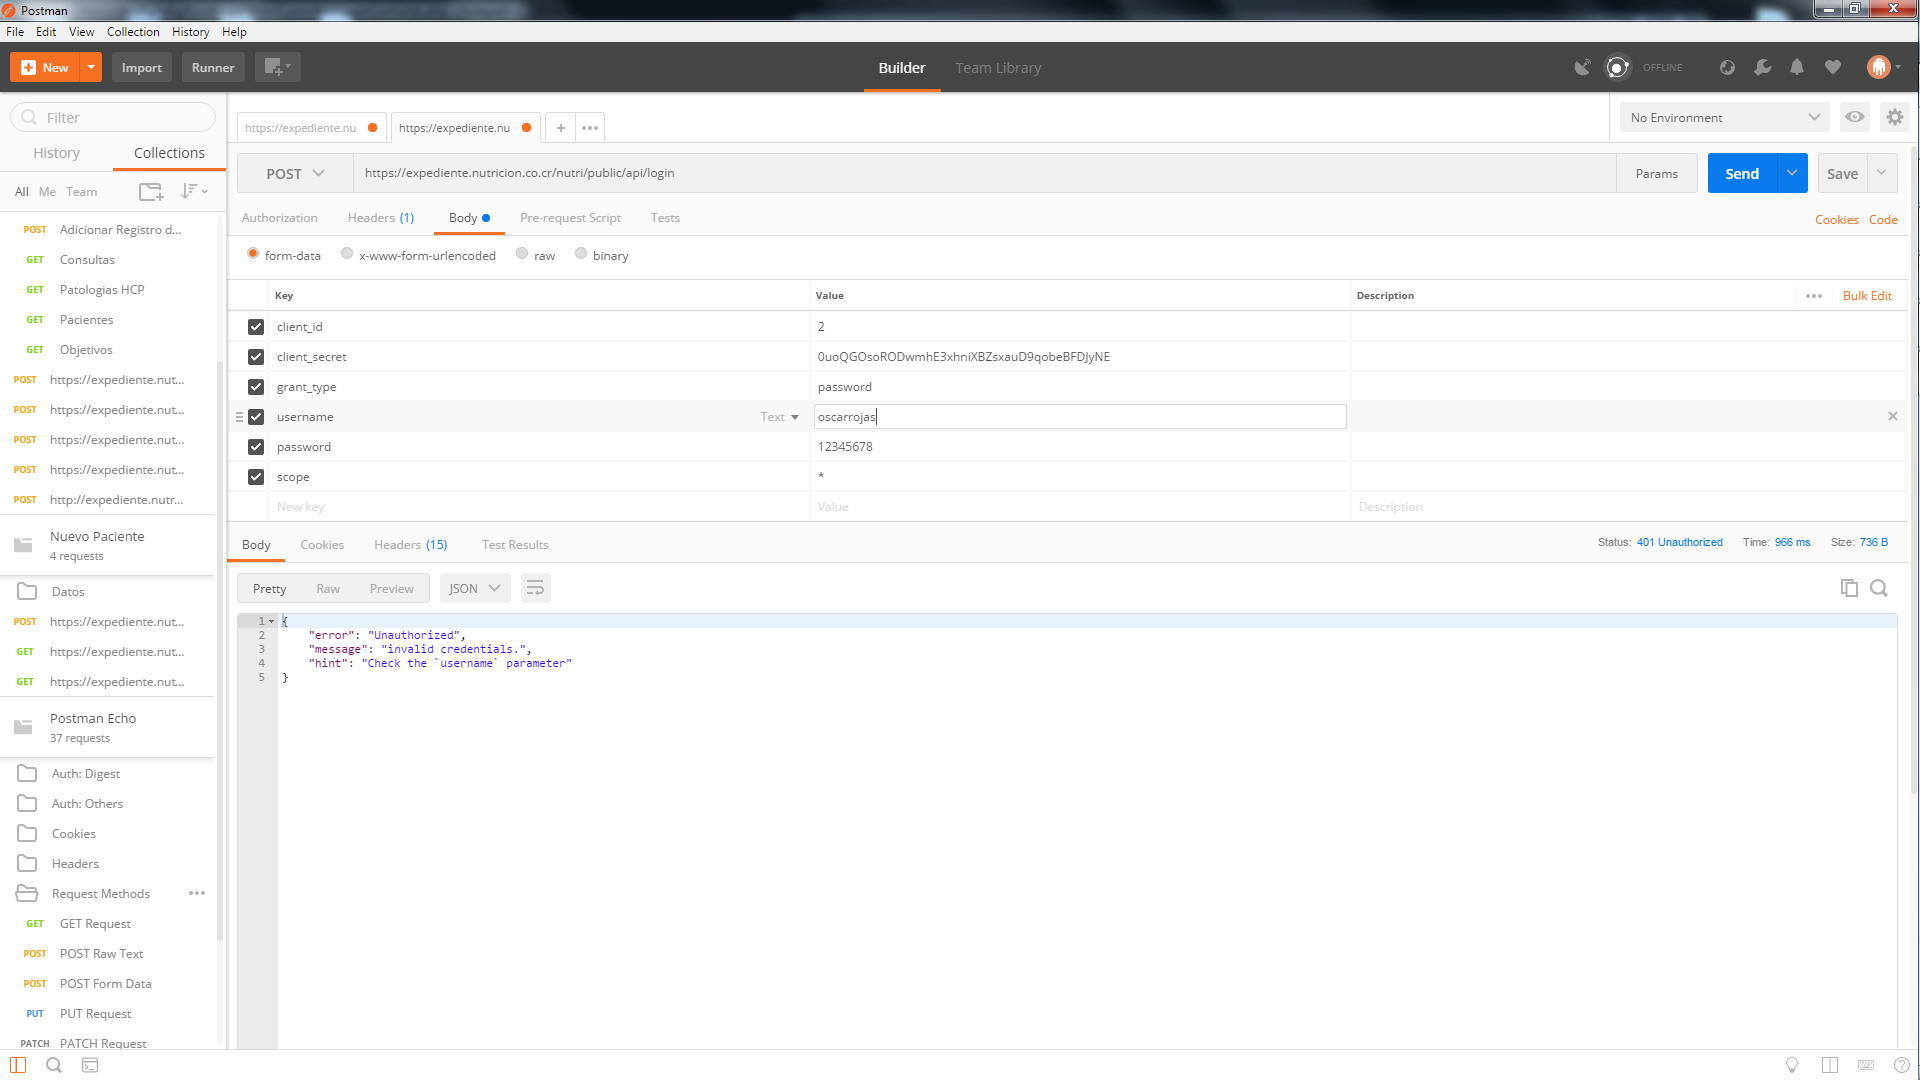 Postman
File Edit View Collection History Help
New Import Runner Builder Team Library OFFLINE
Filter
History Collections
All Me Team
POST Adicionar Registro d...
GET Consultas
GET Patologias HCP
GET Pacientes
GET Objetivos
POST https://expediente.nut...
POST https://expediente.nut...
POST https://expediente.nut...
POST https://expediente.nut...
POST http://expediente.nutr...
Nuevo Paciente
4 requests
Datos
POST https://expediente.nut...
GET https://expediente.nut...
GET https://expediente.nut...
Postman Echo
37 requests
Auth: Digest
Auth: Others
Cookies
Headers
Request Methods
GET GET Request
POST POST Raw Text
POST POST Form Data
PUT PUT Request
PATCH PATCH Request
https://expediente.nu https://expediente.nu No Environment
POST https://expediente.nutricion.co.cr/nutri/public/api/login Params Send Save
Authorization Headers (1) Body Pre-request Script Tests Cookies Code
form-data x-www-form-urlencoded raw binary
Key Value Description Bulk Edit
client_id 2
client_secret 0uoQGOsoRODwmhE3xhniXBZsxauD9qobeBFDJyNE
grant_type password
username Text oscarrojas
password 12345678
scope *
New key Value Description
Body Cookies Headers (15) Test Results Status: 401 Unauthorized Time: 966 ms Size: 736 B
Pretty Raw Preview JSON
1 {
2 "error": "Unauthorized",
3 "message": "invalid credentials.",
4 "hint": "Check the `username` parameter"
5 }